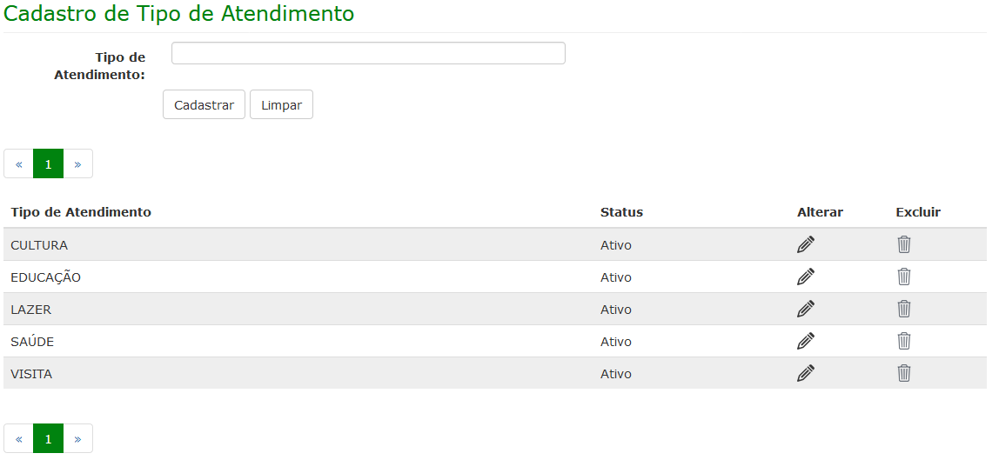 Cadastro de Tipo de Atendimento
Tipo de
Atendimento:
Cadastrar Limpar
« 1 »
Tipo de Atendimento Status Alterar Excluir
CULTURA Ativo
EDUCAÇÃO Ativo
LAZER Ativo
SAÚDE Ativo
VISITA Ativo
« 1 »